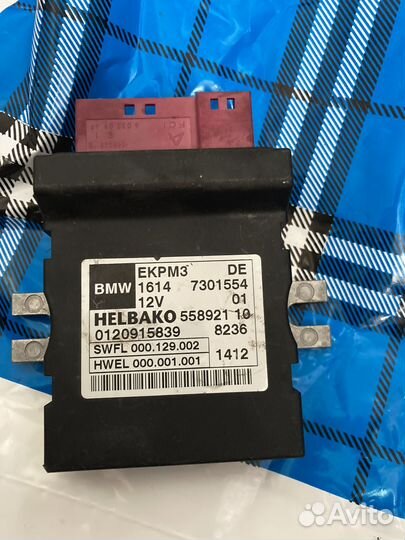 EKPM3 DE
BMW 1614 7301554
12V 01
HELBAKO 558921 10
0120915839 8236
SWFL 000.129.002
HWEL 000.001.001
1412
Avito